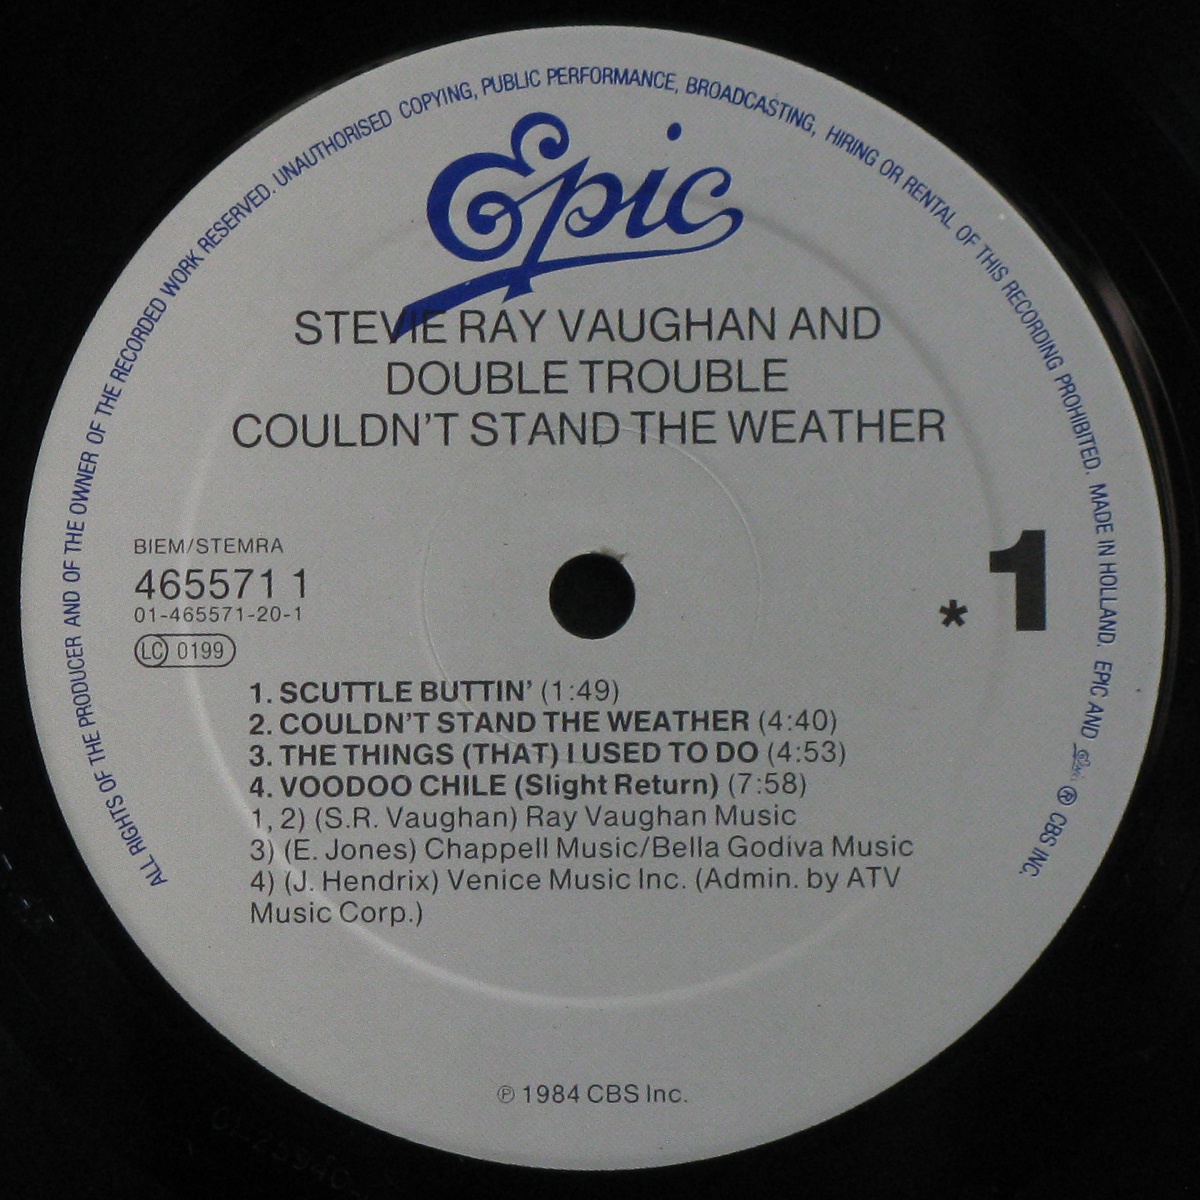 ALL RIGHTS OF THE PRODUCER AND OF THE OWNER OF THE RECORDED WORK RESERVED. UNAUTHORISED COPYING, PUBLIC PERFORMANCE, BROADCASTING, HIRING OR RENTAL OF THIS RECORDING PROHIBITED. MADE IN HOLLAND. EPIC AND Epic ® CBS INC.
Epic
STEVIE RAY VAUGHAN AND
DOUBLE TROUBLE
COULDN'T STAND THE WEATHER
BIEM/STEMRA
465571 1
01-465571-20-1
LC 0199
* 1
1. SCUTTLE BUTTIN' (1:49)
2. COULDN'T STAND THE WEATHER (4:40)
3. THE THINGS (THAT) I USED TO DO (4:53)
4. VOODOO CHILE (Slight Return) (7:58)
1, 2) (S.R. Vaughan) Ray Vaughan Music
3) (E. Jones) Chappell Music/Bella Godiva Music
4) (J. Hendrix) Venice Music Inc. (Admin. by ATV
Music Corp.)
℗ 1984 CBS Inc.